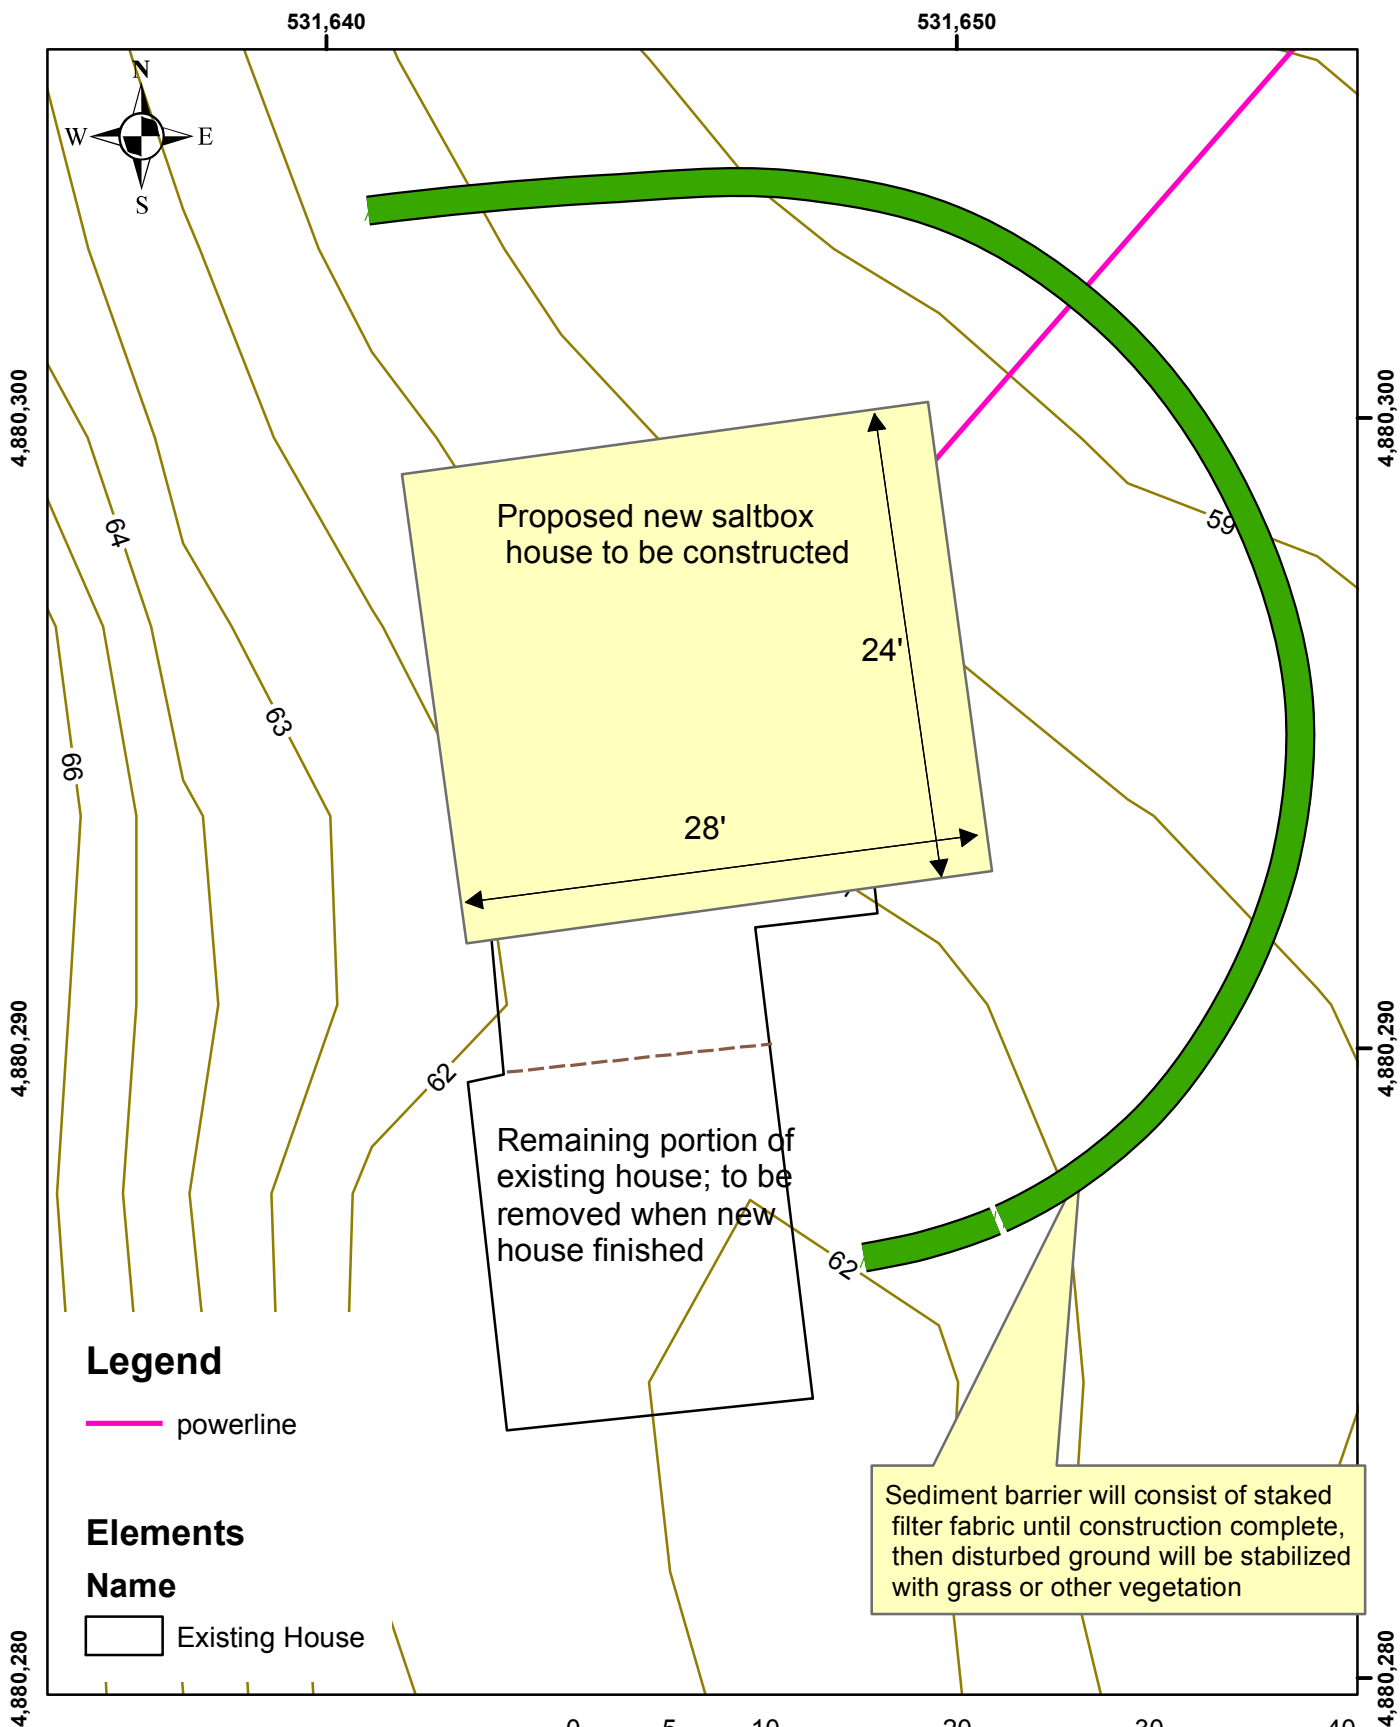 531,640
531,650
N
W
E
S
4,880,300
4,880,300
Proposed new saltbox
house to be constructed
59
64
24'
63
66
28'
4,880,290
4,880,290
62
Remaining portion of
existing house; to be
removed when new
house finished
62
Legend
powerline
Sediment barrier will consist of staked
filter fabric until construction complete,
then disturbed ground will be stabilized
with grass or other vegetation
Elements
Name
Existing House
4,880,280
4,880,280
0 5 10 20 30 40